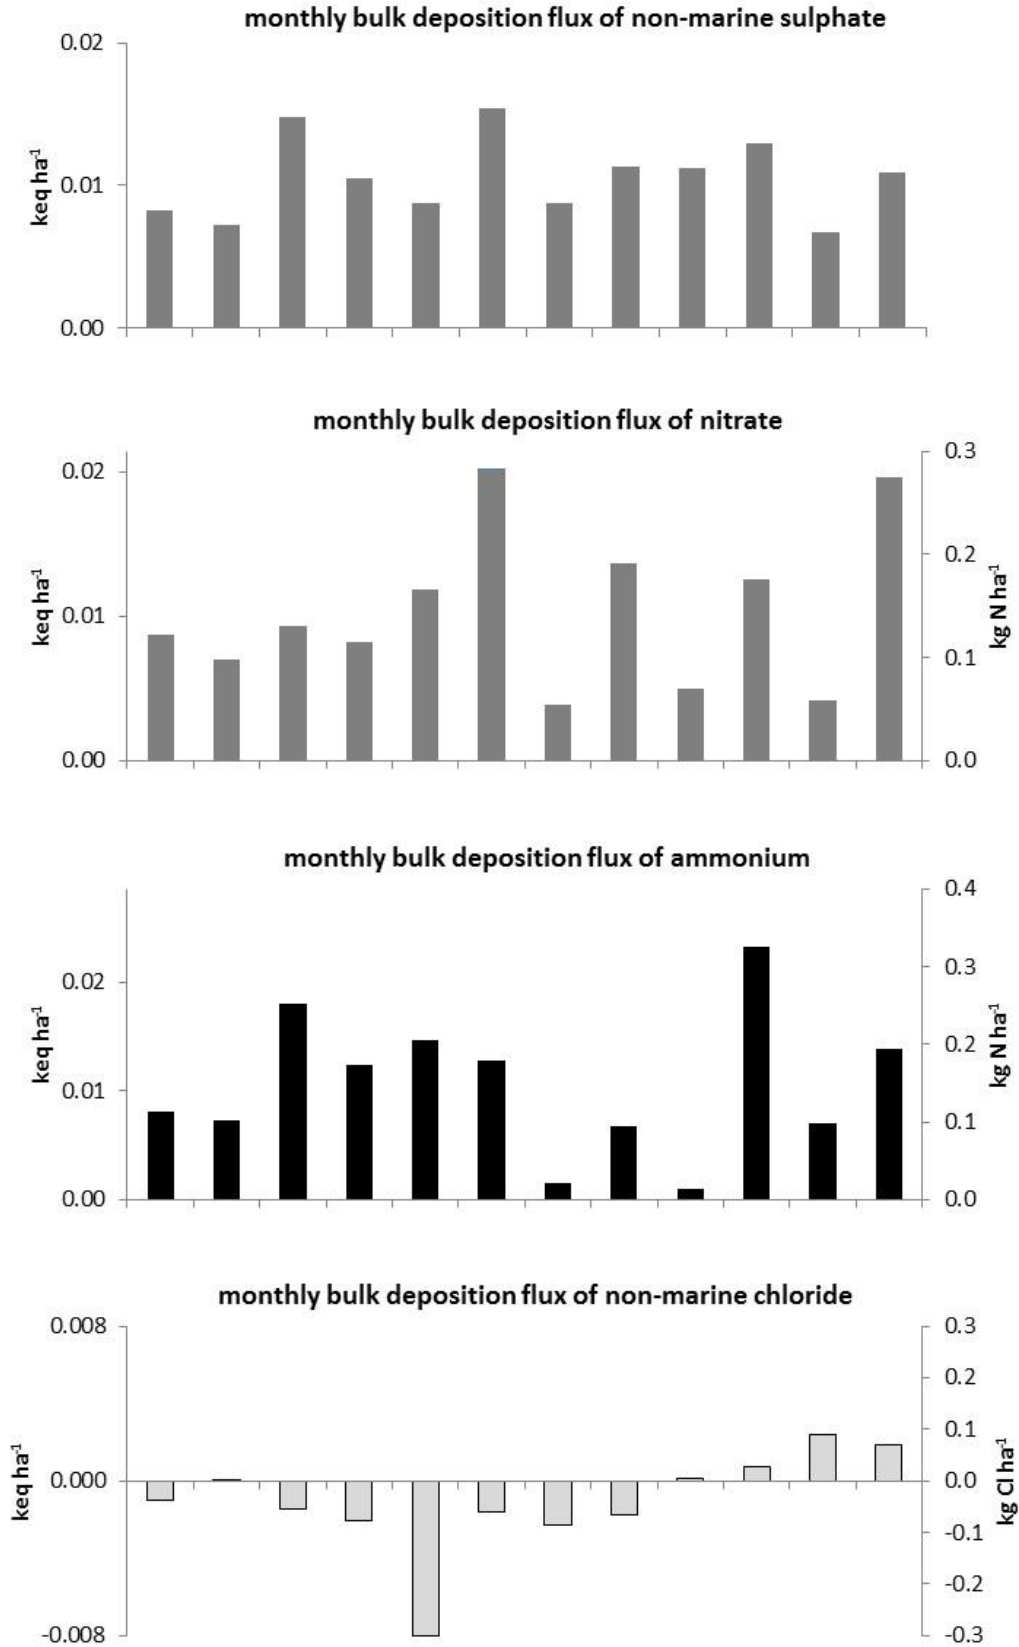 monthly bulk deposition flux of non-marine sulphate
0.02
0.01
0.00
keq ha⁻¹
monthly bulk deposition flux of nitrate
0.02
0.01
0.00
keq ha⁻¹
0.3
0.2
0.1
0.0
kg N ha⁻¹
monthly bulk deposition flux of ammonium
0.02
0.01
0.00
keq ha⁻¹
0.4
0.3
0.2
0.1
0.0
kg N ha⁻¹
monthly bulk deposition flux of non-marine chloride
0.008
0.000
-0.008
keq ha⁻¹
0.3
0.2
0.1
0.0
-0.1
-0.2
-0.3
kg Cl ha⁻¹